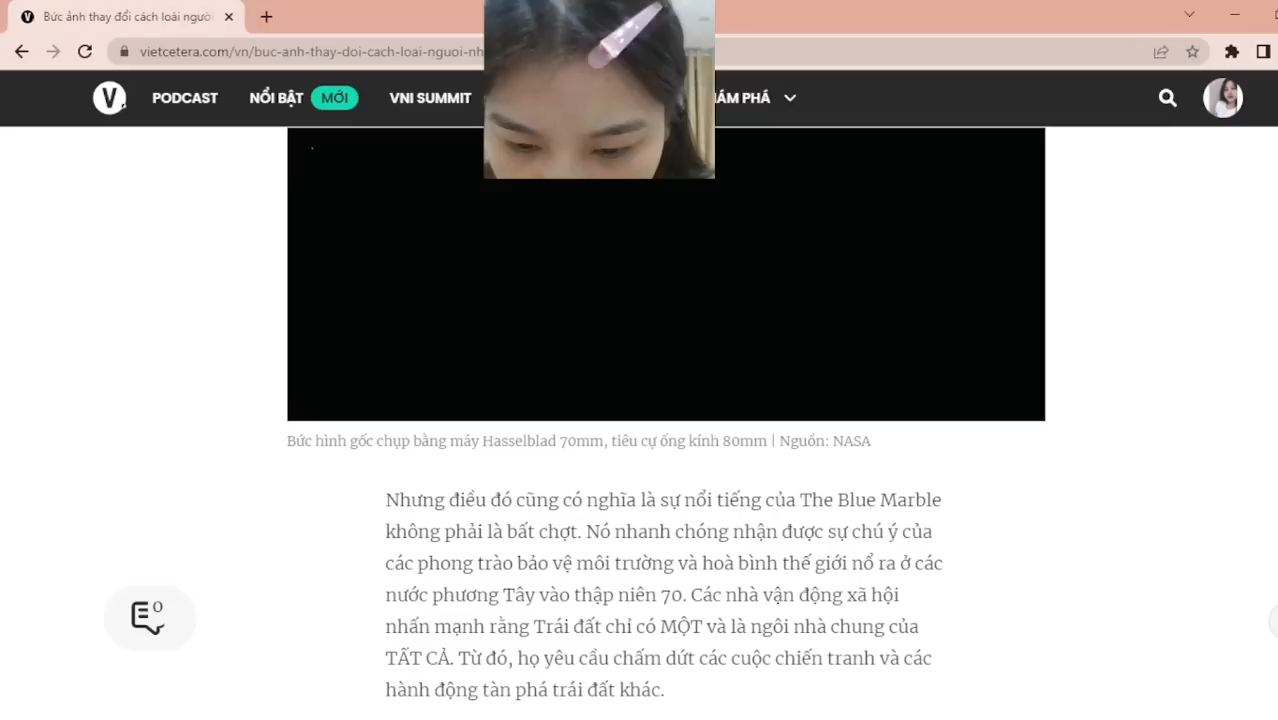 Bức ảnh thay đổi cách loài người
vietcetera.com/vn/buc-anh-thay-doi-cach-loai-nguoi-nh
V.
PODCAST NỔI BẬT MỚI VNI SUMMIT
Bức hình gốc chụp bằng máy Hasselblad 70mm, tiêu cự ống kính 80mm | Nguồn: NASA
Nhưng điều đó cũng có nghĩa là sự nổi tiếng của The Blue Marble
không phải là bất chợt. Nó nhanh chóng nhận được sự chú ý của
các phong trào bảo vệ môi trường và hoà bình thế giới nổ ra ở các
nước phương Tây vào thập niên 70. Các nhà vận động xã hội
nhấn mạnh rằng Trái đất chỉ có MỘT và là ngôi nhà chung của
TẤT CẢ. Từ đó, họ yêu cầu chấm dứt các cuộc chiến tranh và các
hành động tàn phá trái đất khác.
0